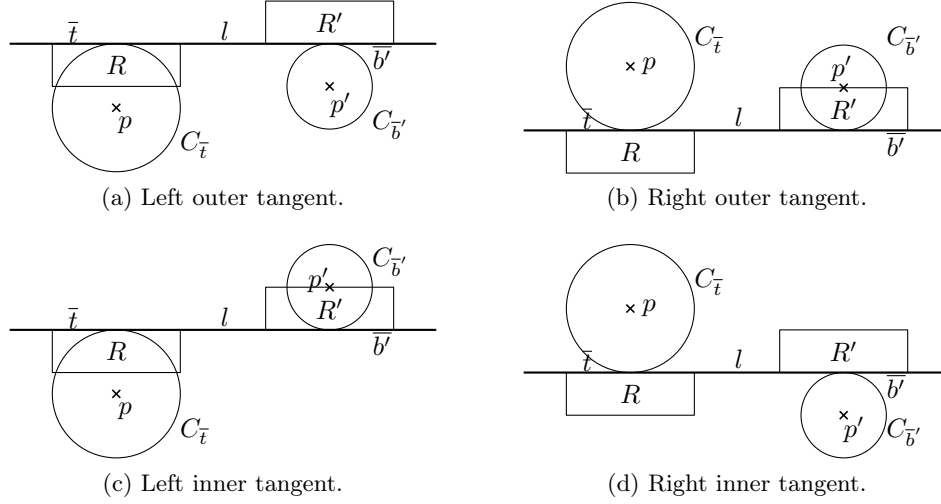 t̅ l R′ C_t̅
R b̅′
p p′ p p′
C_t̅ C_b̅′ t̅ l R′ C_b̅′
R b̅′
(a) Left outer tangent. (b) Right outer tangent.
p′ C_b̅′ C_t̅
t̅ l R′ p
R b̅′ t̅ l R′
p R b̅′
C_t̅ p′ C_b̅′
(c) Left inner tangent. (d) Right inner tangent.